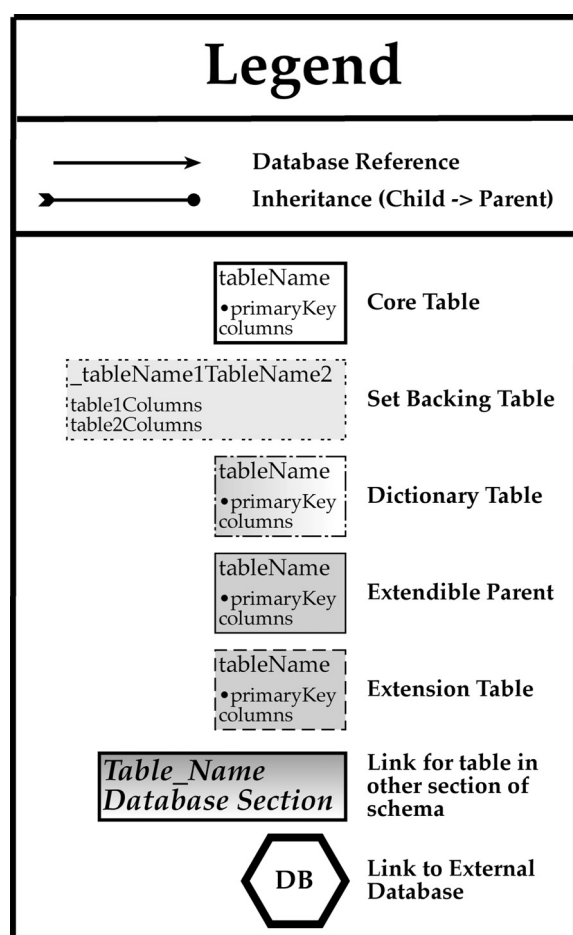 Legend
Database Reference
Inheritance (Child -> Parent)
tableName
•primaryKey
columns
Core Table
_tableName1TableName2
table1Columns
table2Columns
Set Backing Table
tableName
•primaryKey
columns
Dictionary Table
tableName
•primaryKey
columns
Extendible Parent
tableName
•primaryKey
columns
Extension Table
Table_Name
Database Section
Link for table in
other section of
schema
DB
Link to External
Database